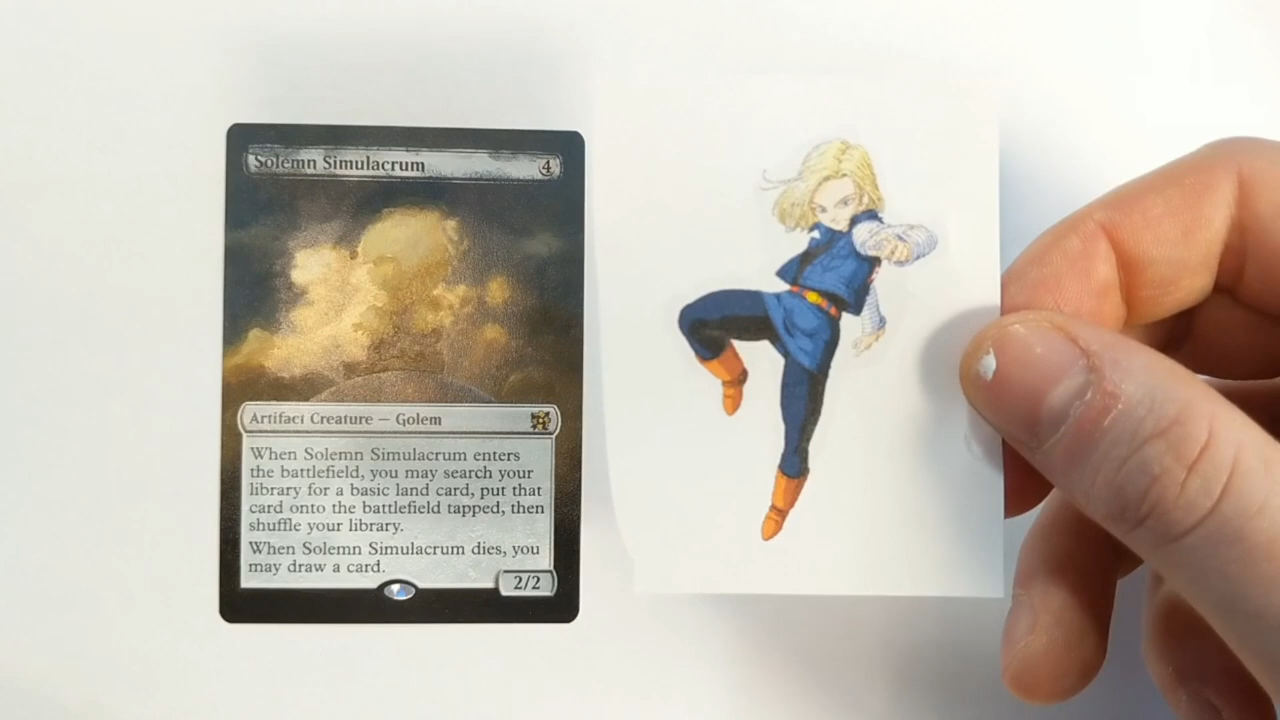 Solemn Simulacrum 4
Artifact Creature — Golem
When Solemn Simulacrum enters
the battlefield, you may search your
library for a basic land card, put that
card onto the battlefield tapped, then
shuffle your library.
When Solemn Simulacrum dies, you
may draw a card.
2/2